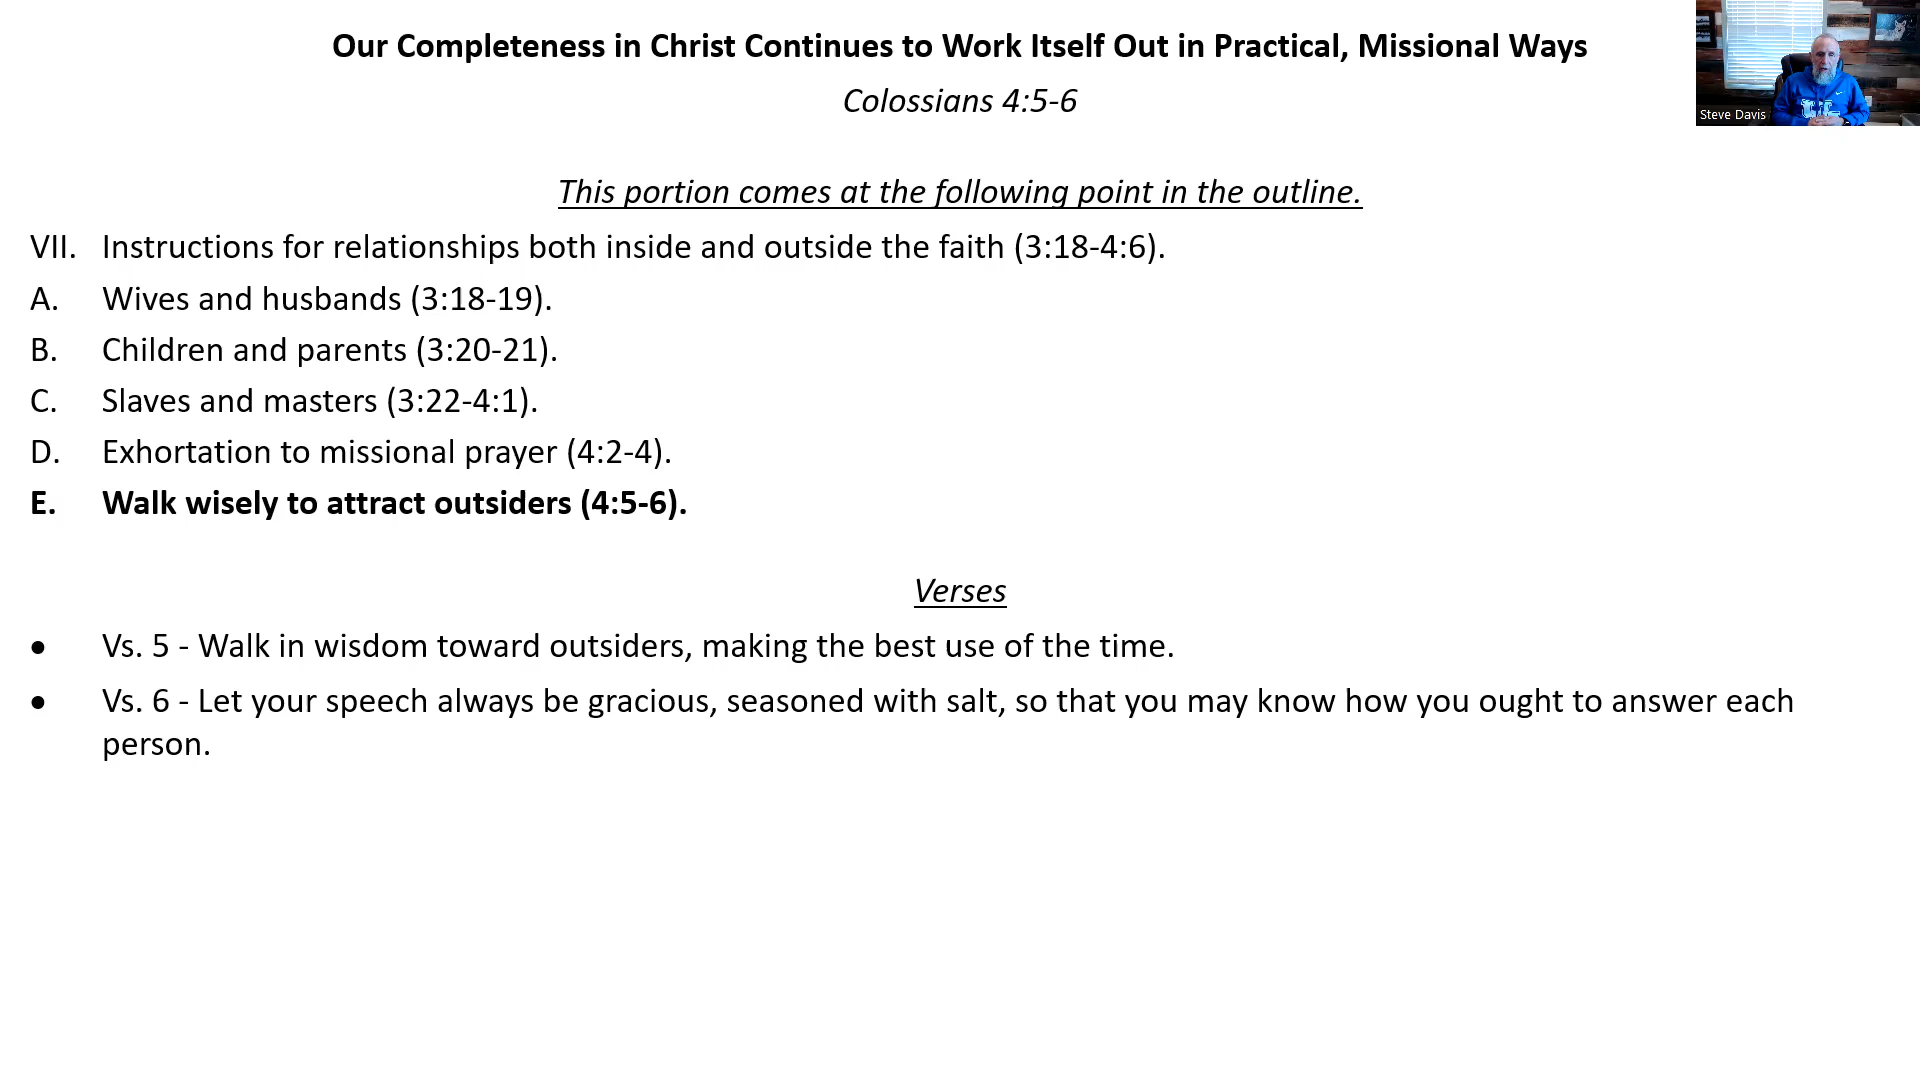 Our Completeness in Christ Continues to Work Itself Out in Practical, Missional Ways
Colossians 4:5-6
Steve Davis
This portion comes at the following point in the outline.
VII. Instructions for relationships both inside and outside the faith (3:18-4:6).
A. Wives and husbands (3:18-19).
B. Children and parents (3:20-21).
C. Slaves and masters (3:22-4:1).
D. Exhortation to missional prayer (4:2-4).
E. Walk wisely to attract outsiders (4:5-6).
Verses
• Vs. 5 - Walk in wisdom toward outsiders, making the best use of the time.
• Vs. 6 - Let your speech always be gracious, seasoned with salt, so that you may know how you ought to answer each
person.